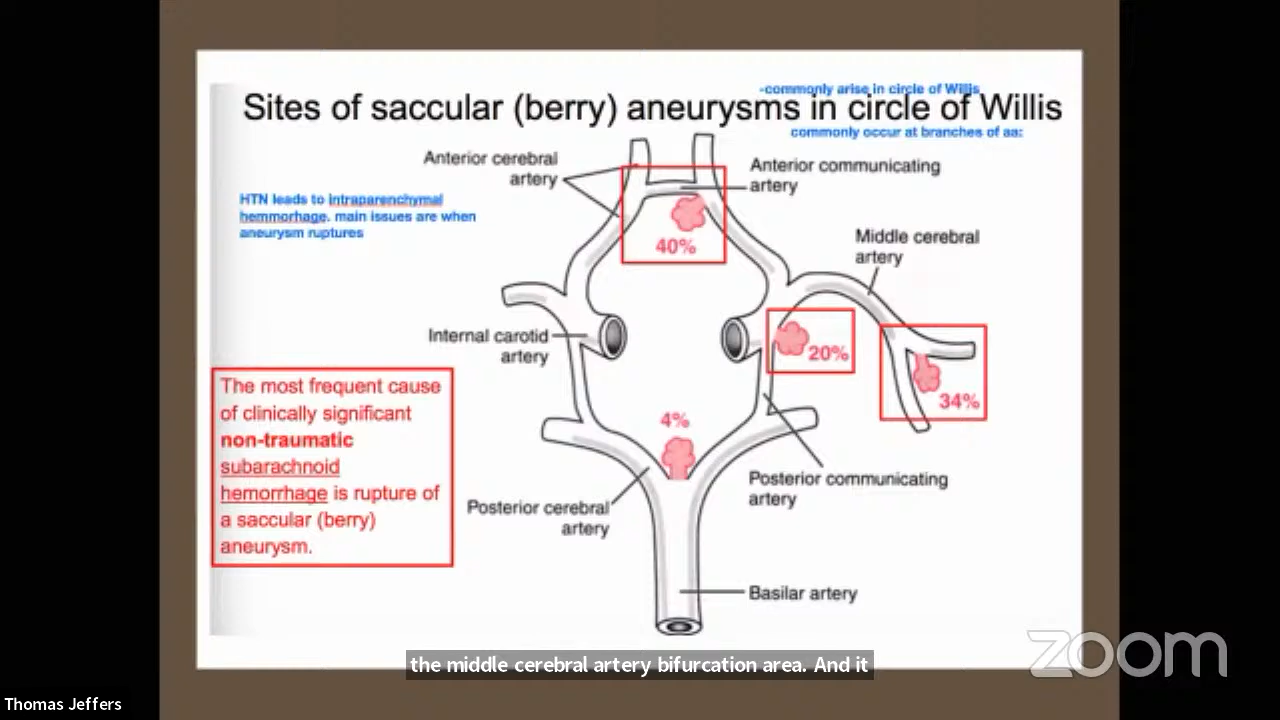 -commonly arise in circle of Willis
Sites of saccular (berry) aneurysms in circle of Willis
commonly occur at branches of aa:
Anterior cerebral
artery
Anterior communicating
artery
HTN leads to intraparenchymal
hemmorhage. main issues are when
aneurysm ruptures
40%
Middle cerebral
artery
Internal carotid
artery
20%
34%
The most frequent cause
of clinically significant
non-traumatic
subarachnoid
hemorrhage is rupture of
a saccular (berry)
aneurysm.
4%
Posterior communicating
artery
Posterior cerebral
artery
Basilar artery
zoom
the middle cerebral artery bifurcation area. And it
Thomas Jeffers